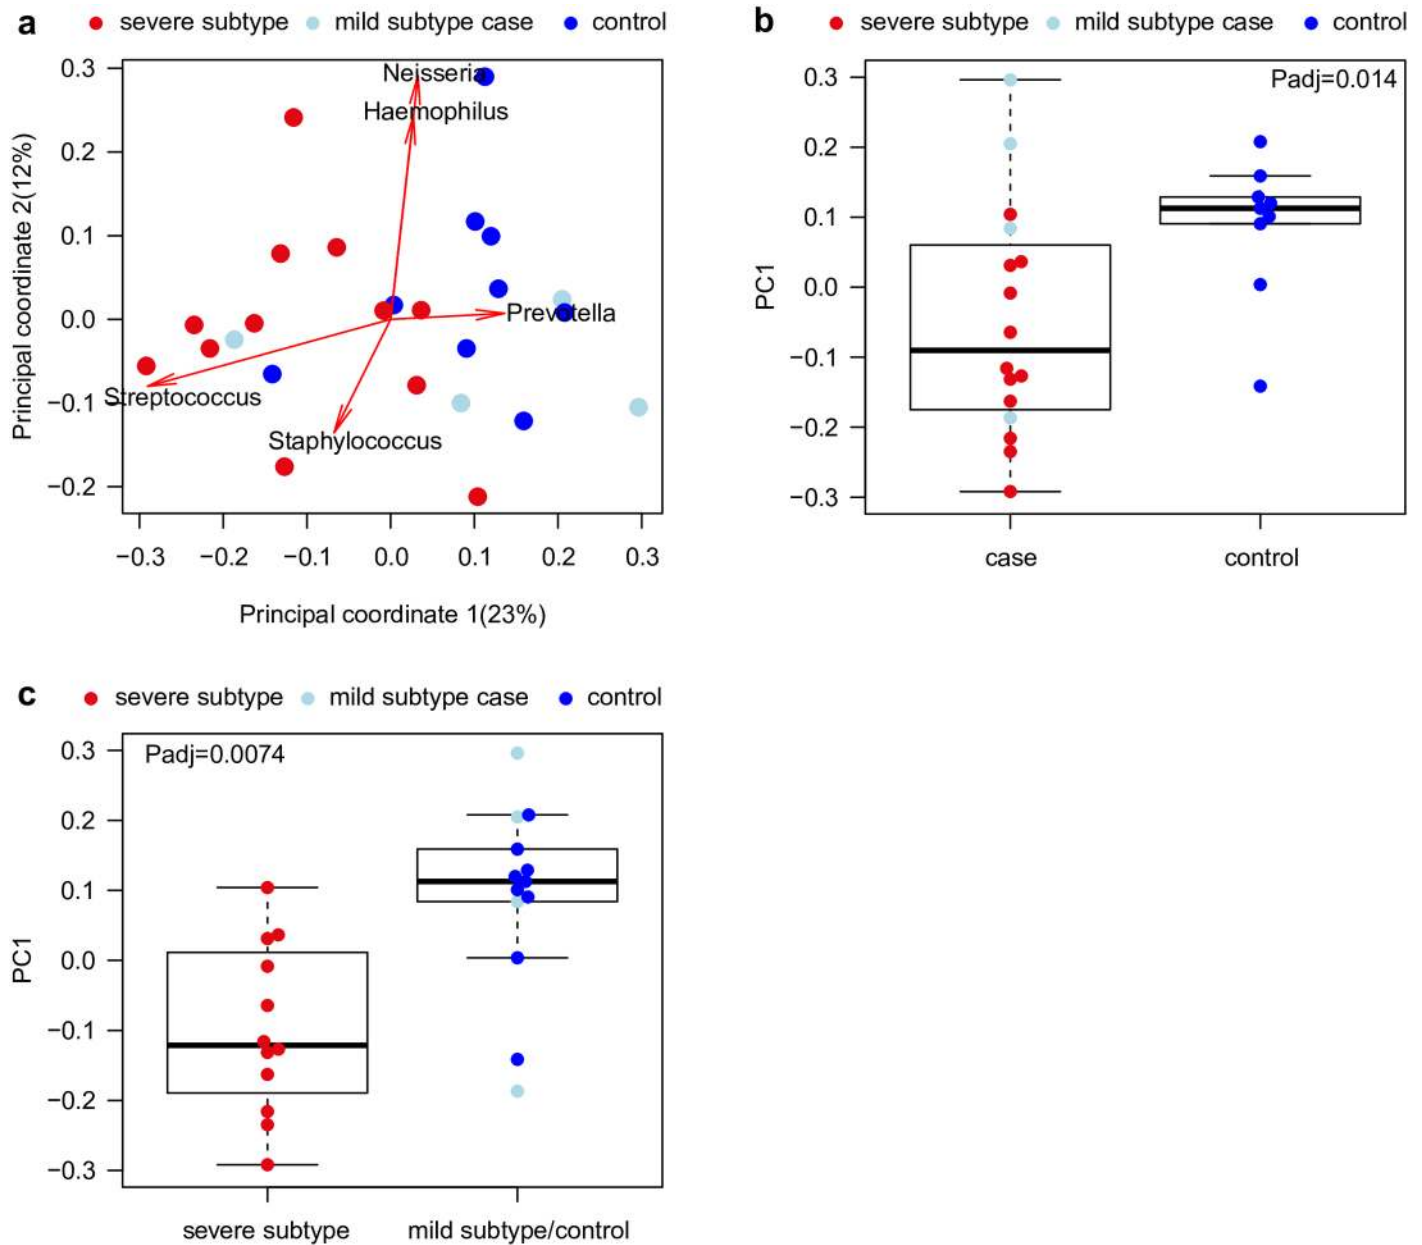 a
severe subtype mild subtype case control
0.3
0.2
0.1
0.0
−0.1
−0.2
Principal coordinate 2(12%)
Neisseria
Haemophilus
Prevotella
Streptococcus
Staphylococcus
−0.3 −0.2 −0.1 0.0 0.1 0.2 0.3
Principal coordinate 1(23%)
b
severe subtype mild subtype case control
Padj=0.014
0.3
0.2
0.1
0.0
−0.1
−0.2
−0.3
PC1
case control
c
severe subtype mild subtype case control
Padj=0.0074
0.3
0.2
0.1
0.0
−0.1
−0.2
−0.3
PC1
severe subtype mild subtype/control